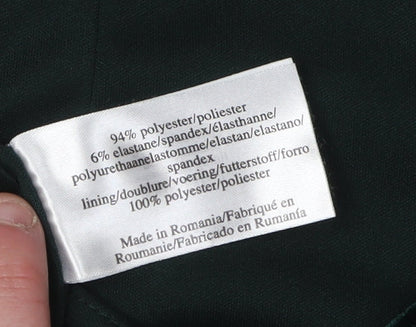 94% polyester/poliester
6% elastane/spandex/élasthanne/
polyurethaanelastomme/elastan/elastano/
spandex
lining/doublure/voering/futterstoff/forro
100% polyester/poliester
Made in Romania/Fabriqué en
Roumanie/Fabricado en Rumanía